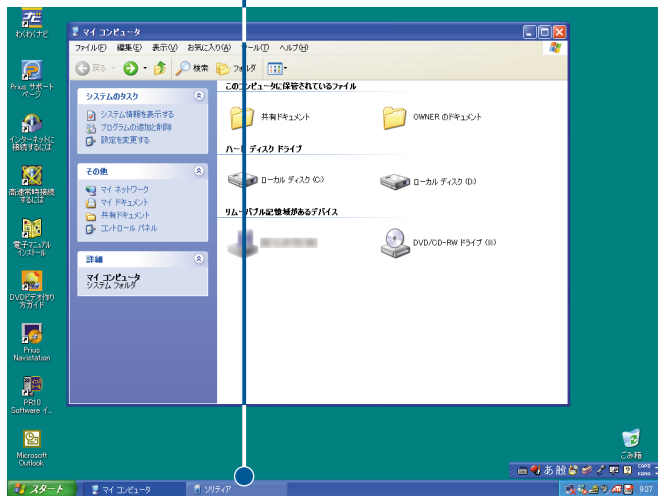 わくわくナビ
Prius サポート
ページ
インターネットに
接続するには
高速常時接続
するには
電子マニュアル
インストール
DVDビデオ作り
方ガイド
Prius
Navistation
PR10
Software イ...
Microsoft
Outlook
マイ コンピュータ
ファイル(F) 編集(E) 表示(V) お気に入り(A) ツール(T) ヘルプ(H)
戻る 検索 フォルダ
システムのタスク
システム情報を表示する
プログラムの追加と削除
設定を変更する
その他
マイ ネットワーク
マイ ドキュメント
共有ドキュメント
コントロール パネル
詳細
マイ コンピュータ
システム フォルダ
このコンピュータに保管されているファイル
共有ドキュメント OWNER のドキュメント
ハード ディスク ドライブ
ローカル ディスク (C:) ローカル ディスク (D:)
リムーバブル記憶域があるデバイス
DVD/CD-RW ドライブ (H:)
ごみ箱
あ 般 CAPS
KANA
スタート マイ コンピュータ ソリティア 9:37